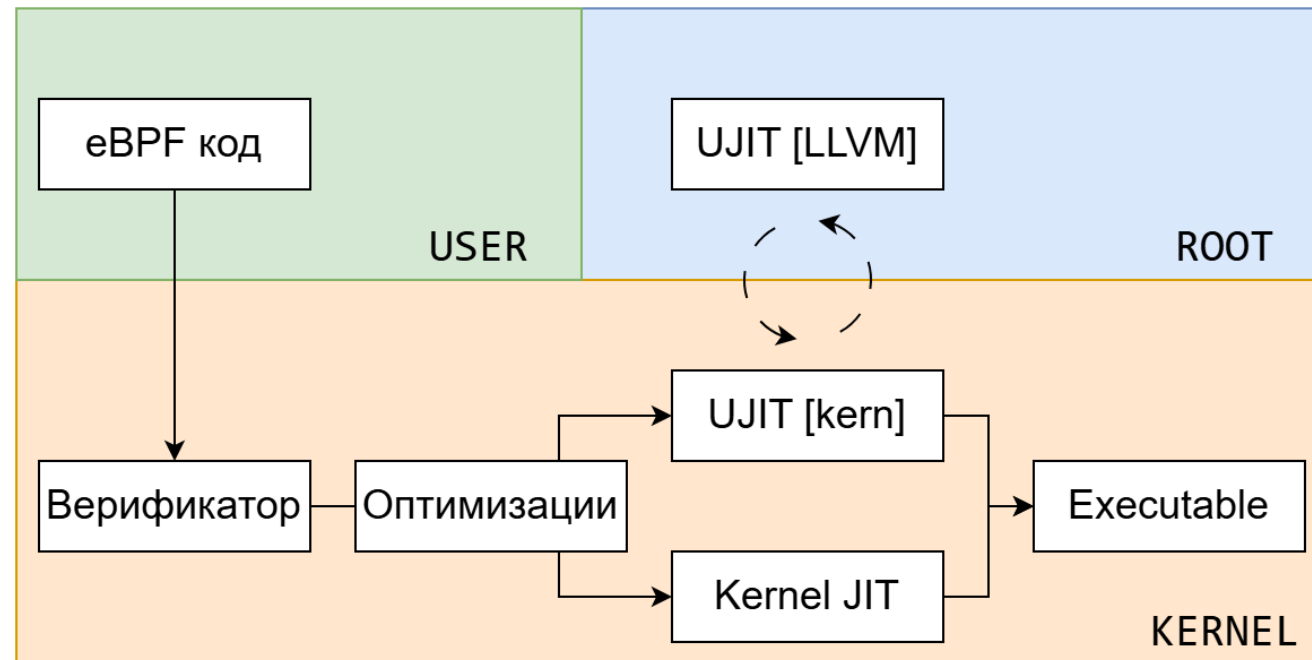 eBPF код
UJIT [LLVM]
USER
ROOT
UJIT [kern]
Верификатор
Оптимизации
Executable
Kernel JIT
KERNEL